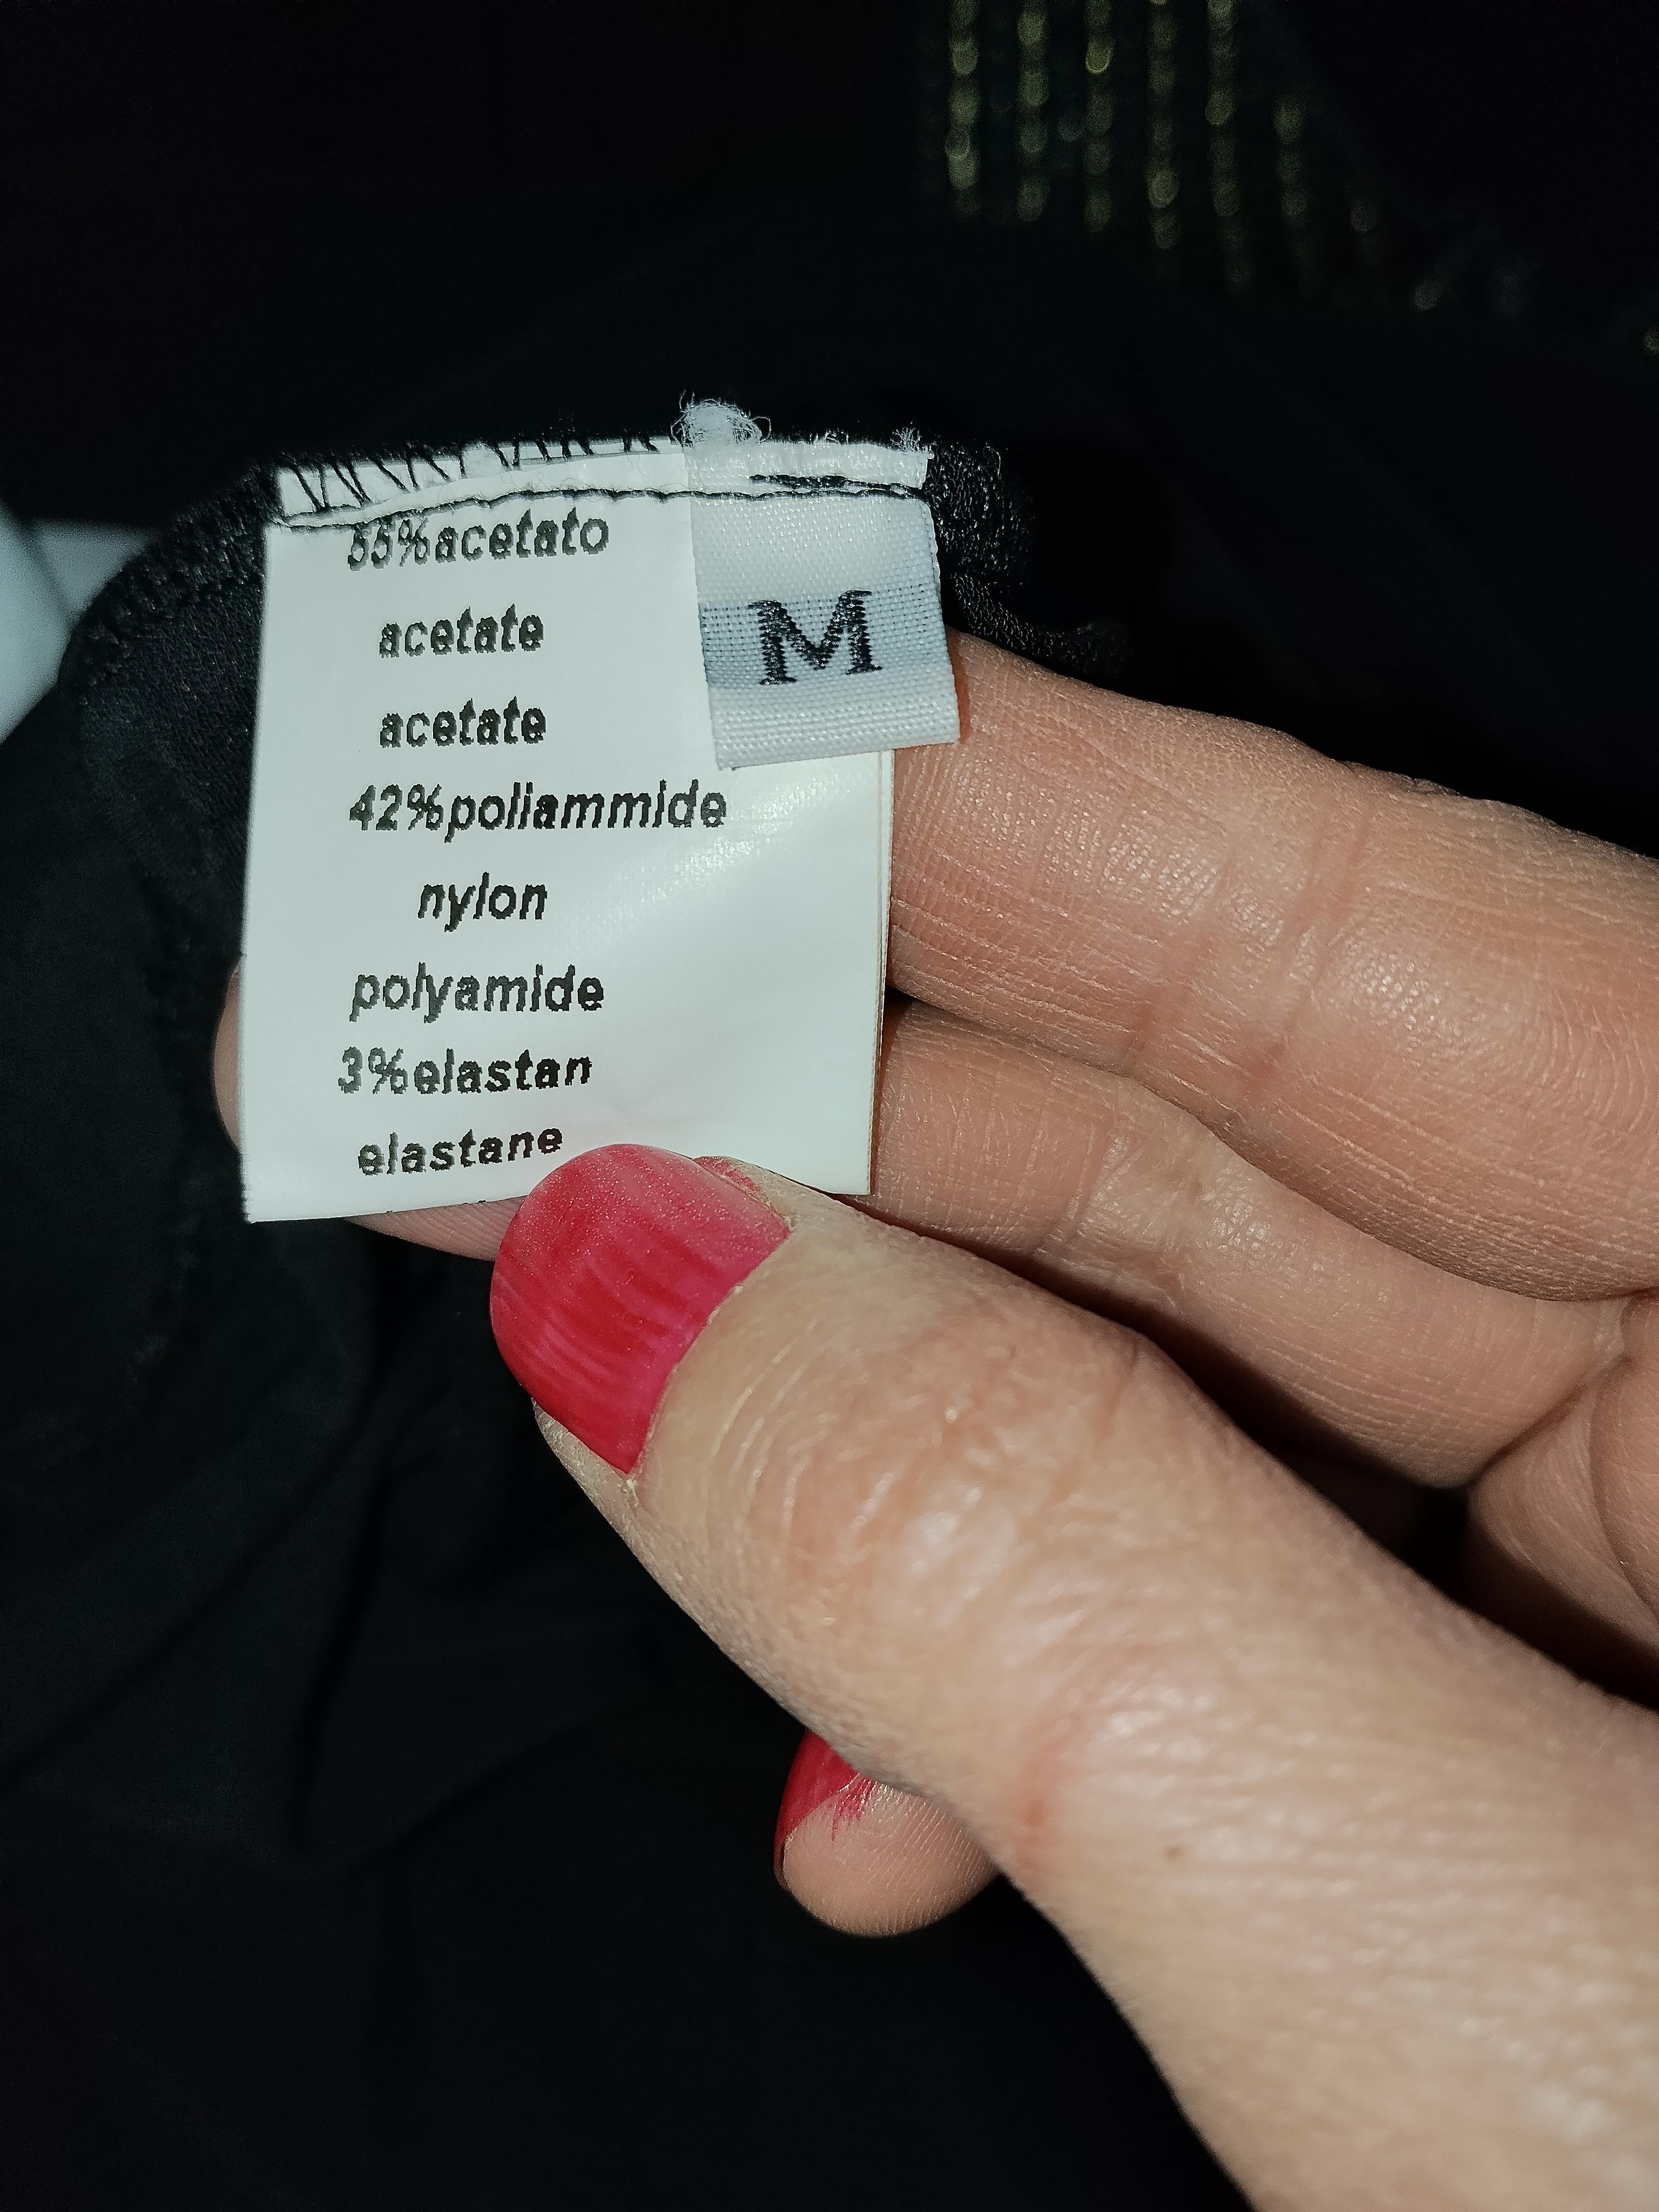 55%acetato
acetate
acetate
42%poliammide
nylon
polyamide
3%elastan
elastane
M